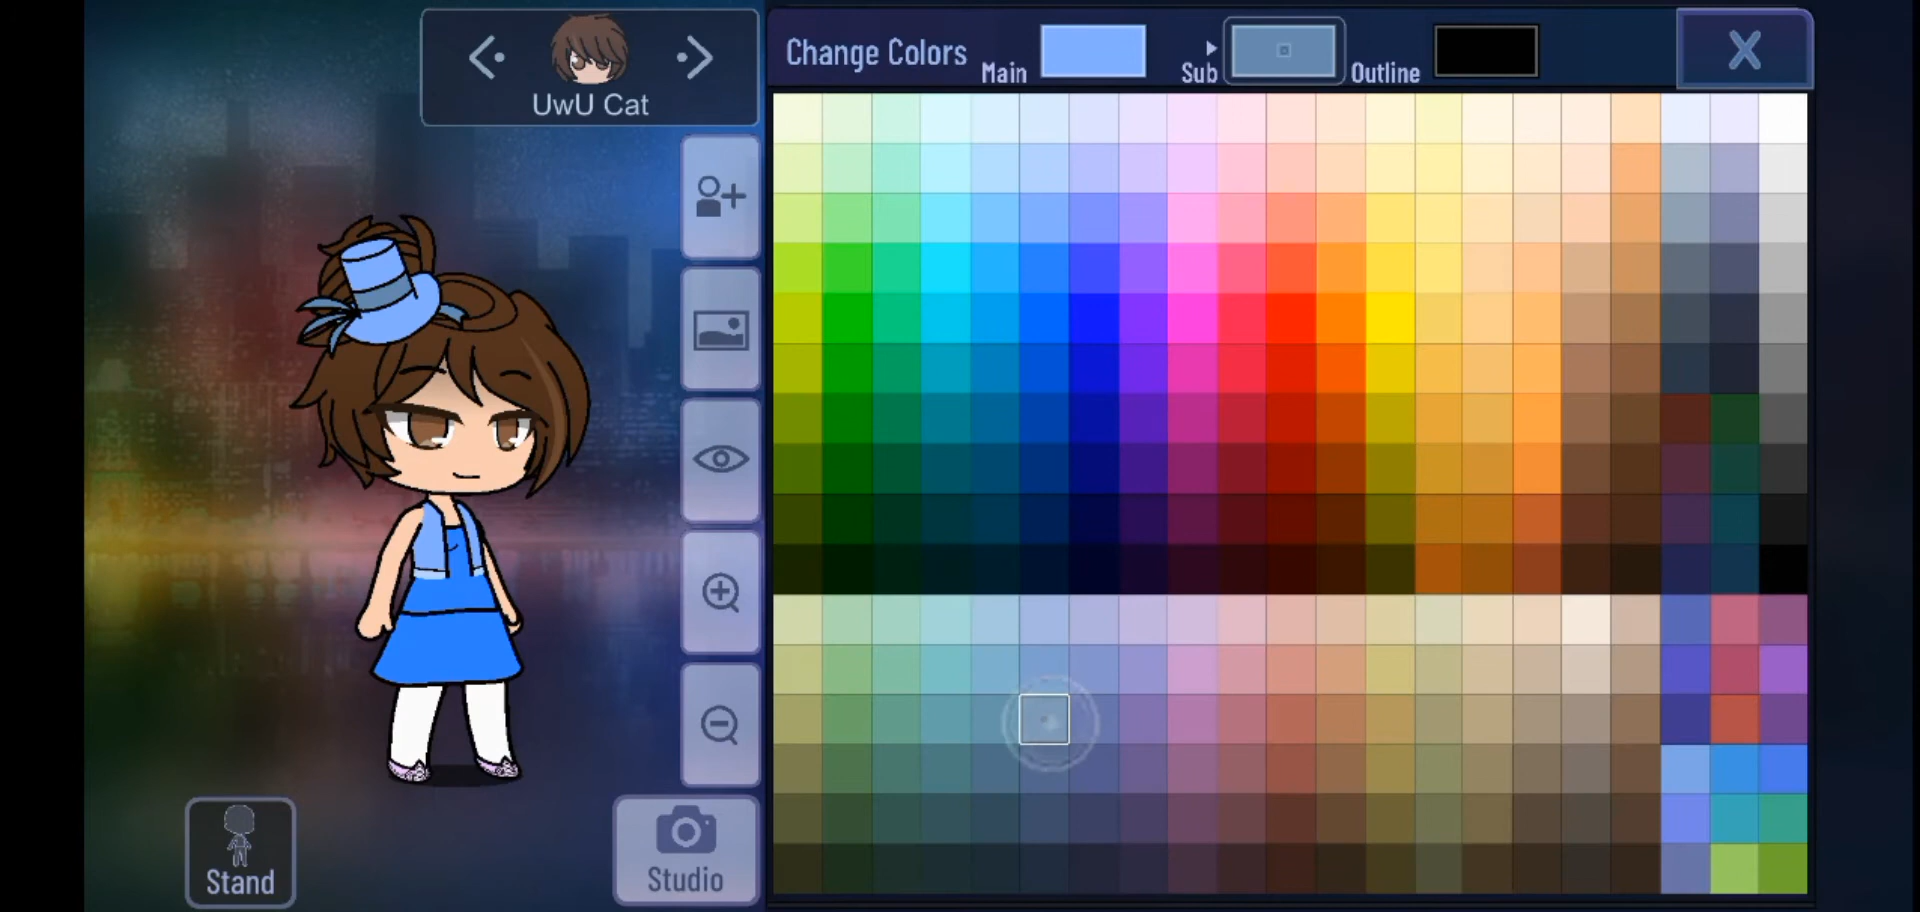 UwU Cat
Change Colors
Main
Sub
Outline
X
Stand
Studio